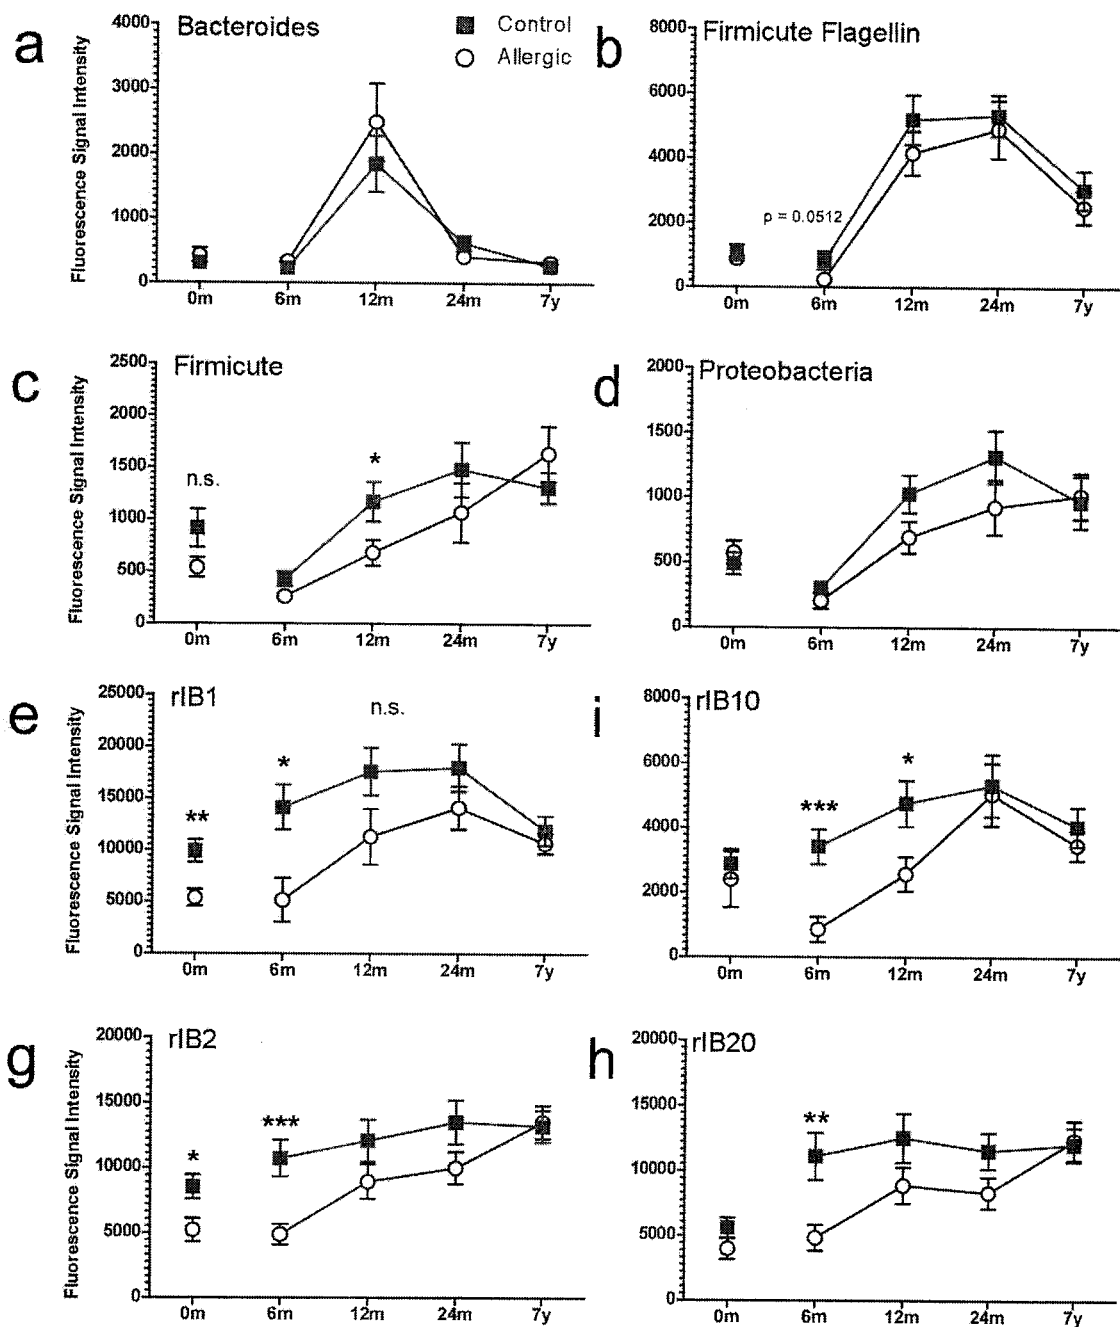 a
Bacteroides
Control
Allergic
Fluorescence Signal Intensity
4000
3000
2000
1000
0
0m 6m 12m 24m 7y
b
Firmicute Flagellin
8000
6000
4000
2000
0
p = 0.0512
0m 6m 12m 24m 7y
c
Firmicute
Fluorescence Signal Intensity
2500
2000
1500
1000
500
0
n.s.
*
0m 6m 12m 24m 7y
d
Proteobacteria
2000
1500
1000
500
0
0m 6m 12m 24m 7y
e
rIB1
Fluorescence Signal Intensity
25000
20000
15000
10000
5000
0
**
*
n.s.
0m 6m 12m 24m 7y
i
rIB10
8000
6000
4000
2000
0
***
*
0m 6m 12m 24m 7y
g
rIB2
Fluorescence Signal Intensity
20000
15000
10000
5000
0
*
***
0m 6m 12m 24m 7y
h
rIB20
20000
15000
10000
5000
0
**
0m 6m 12m 24m 7y